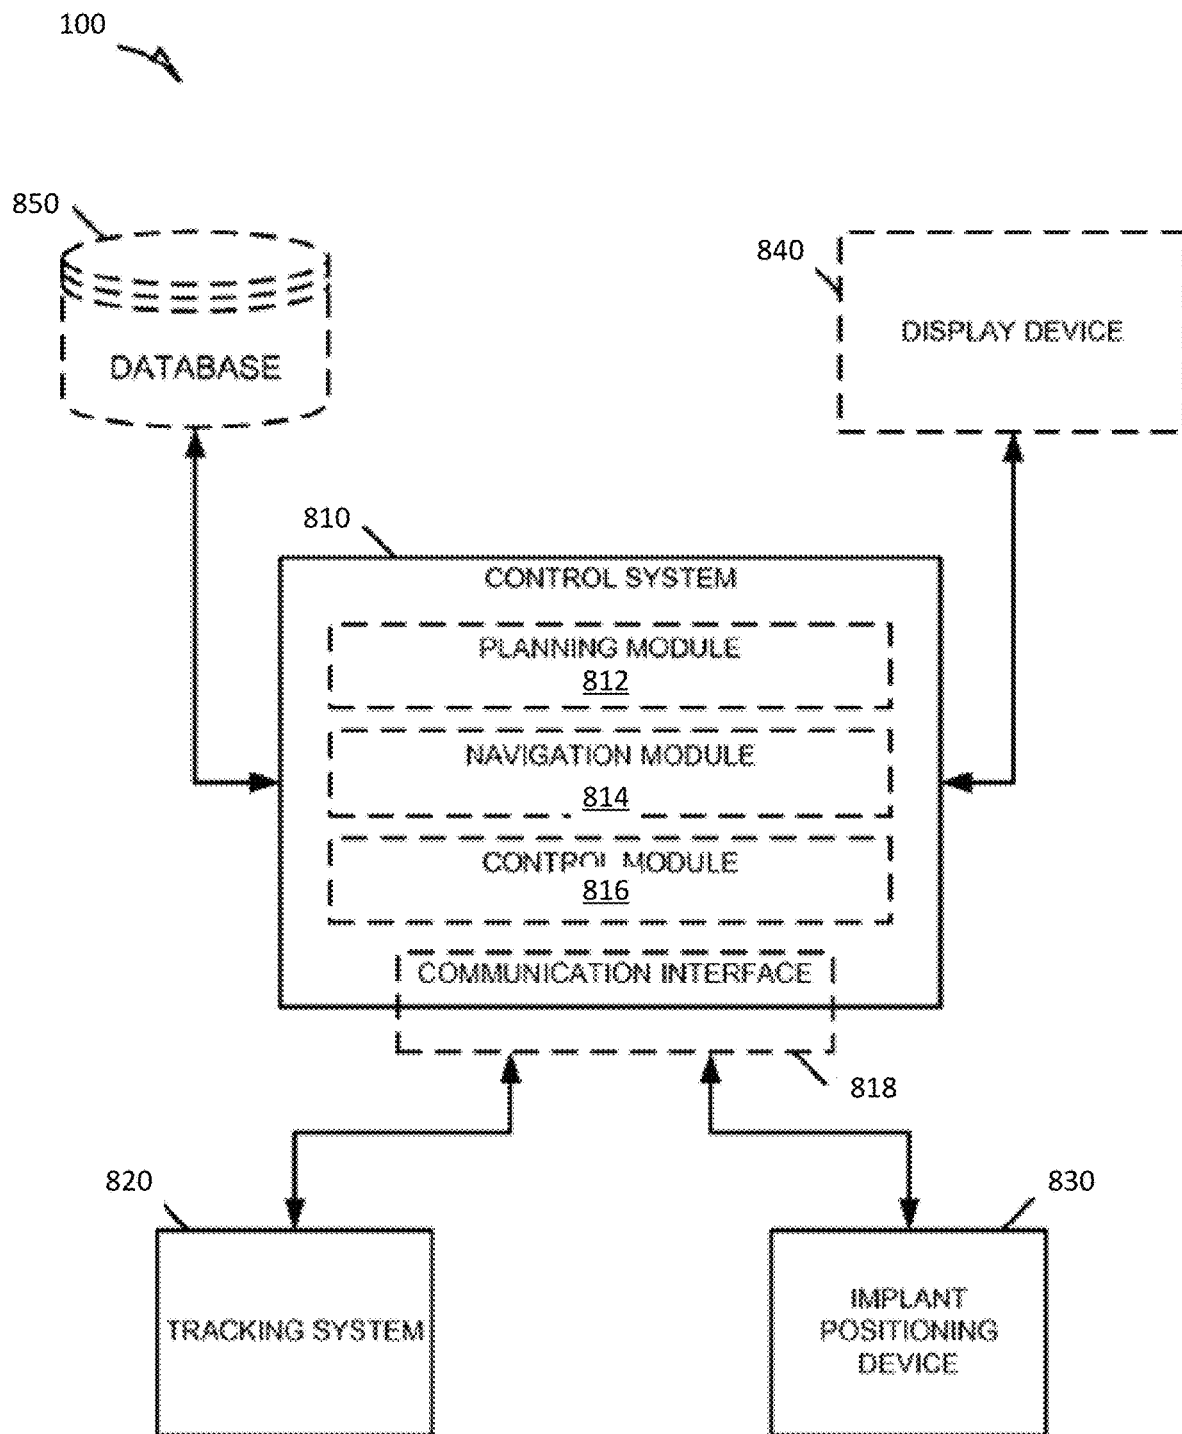 100
850
840
DATABASE
DISPLAY DEVICE
810
CONTROL SYSTEM
PLANNING MODULE
812
NAVIGATION MODULE
814
CONTROL MODULE
816
COMMUNICATION INTERFACE
818
820
830
TRACKING SYSTEM
IMPLANT
POSITIONING
DEVICE